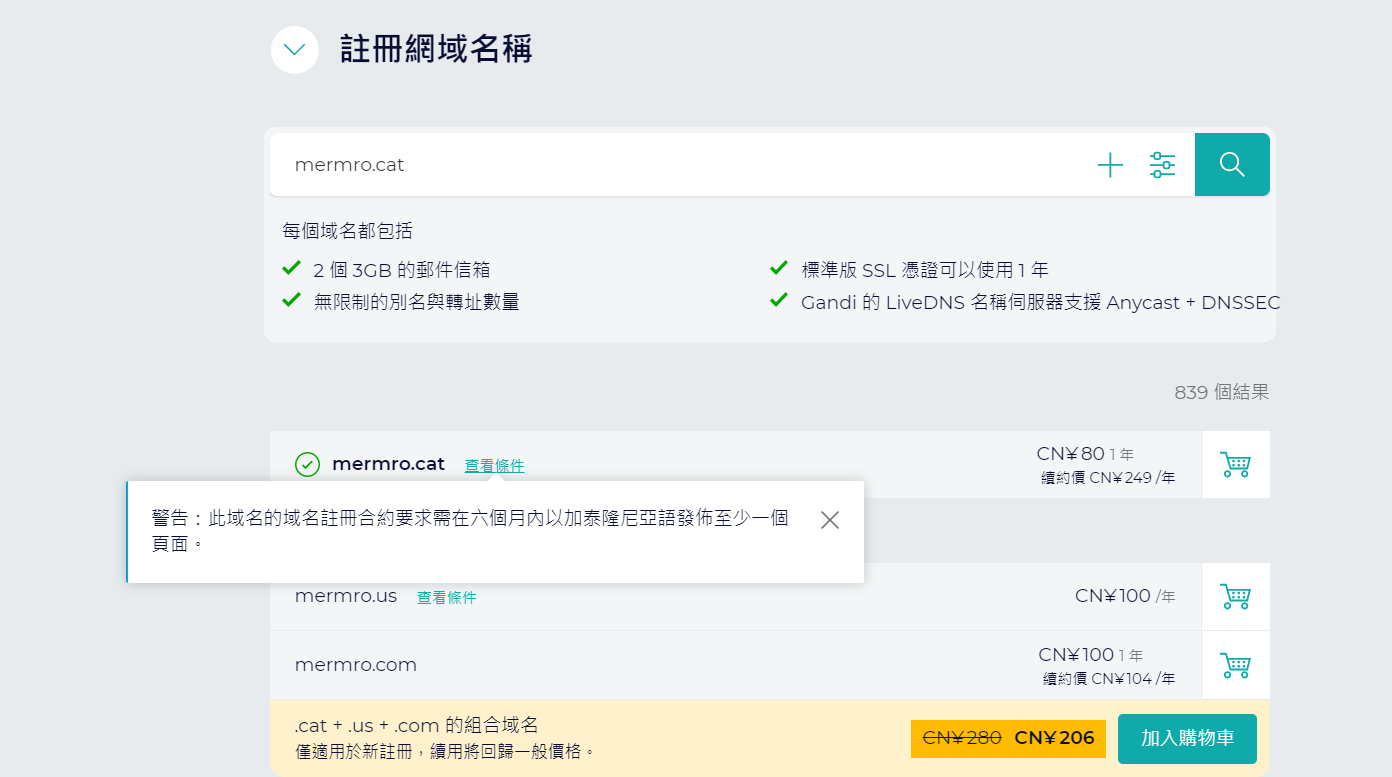 註冊網域名稱
mermro.cat
每個域名都包括
2 個 3GB 的郵件信箱
標準版 SSL 憑證可以使用 1 年
無限制的別名與轉址數量
Gandi 的 LiveDNS 名稱伺服器支援 Anycast + DNSSEC
839 個結果
mermro.cat 查看條件
CN¥80 1 年
續約價 CN¥249 /年
警告：此域名的域名註冊合約要求需在六個月內以加泰隆尼亞語發佈至少一個
頁面。
mermro.us 查看條件
CN¥100 /年
mermro.com
CN¥100 1 年
續約價 CN¥104 /年
.cat + .us + .com 的組合域名
僅適用於新註冊，續用將回歸一般價格。
CN¥280 CN¥206
加入購物車